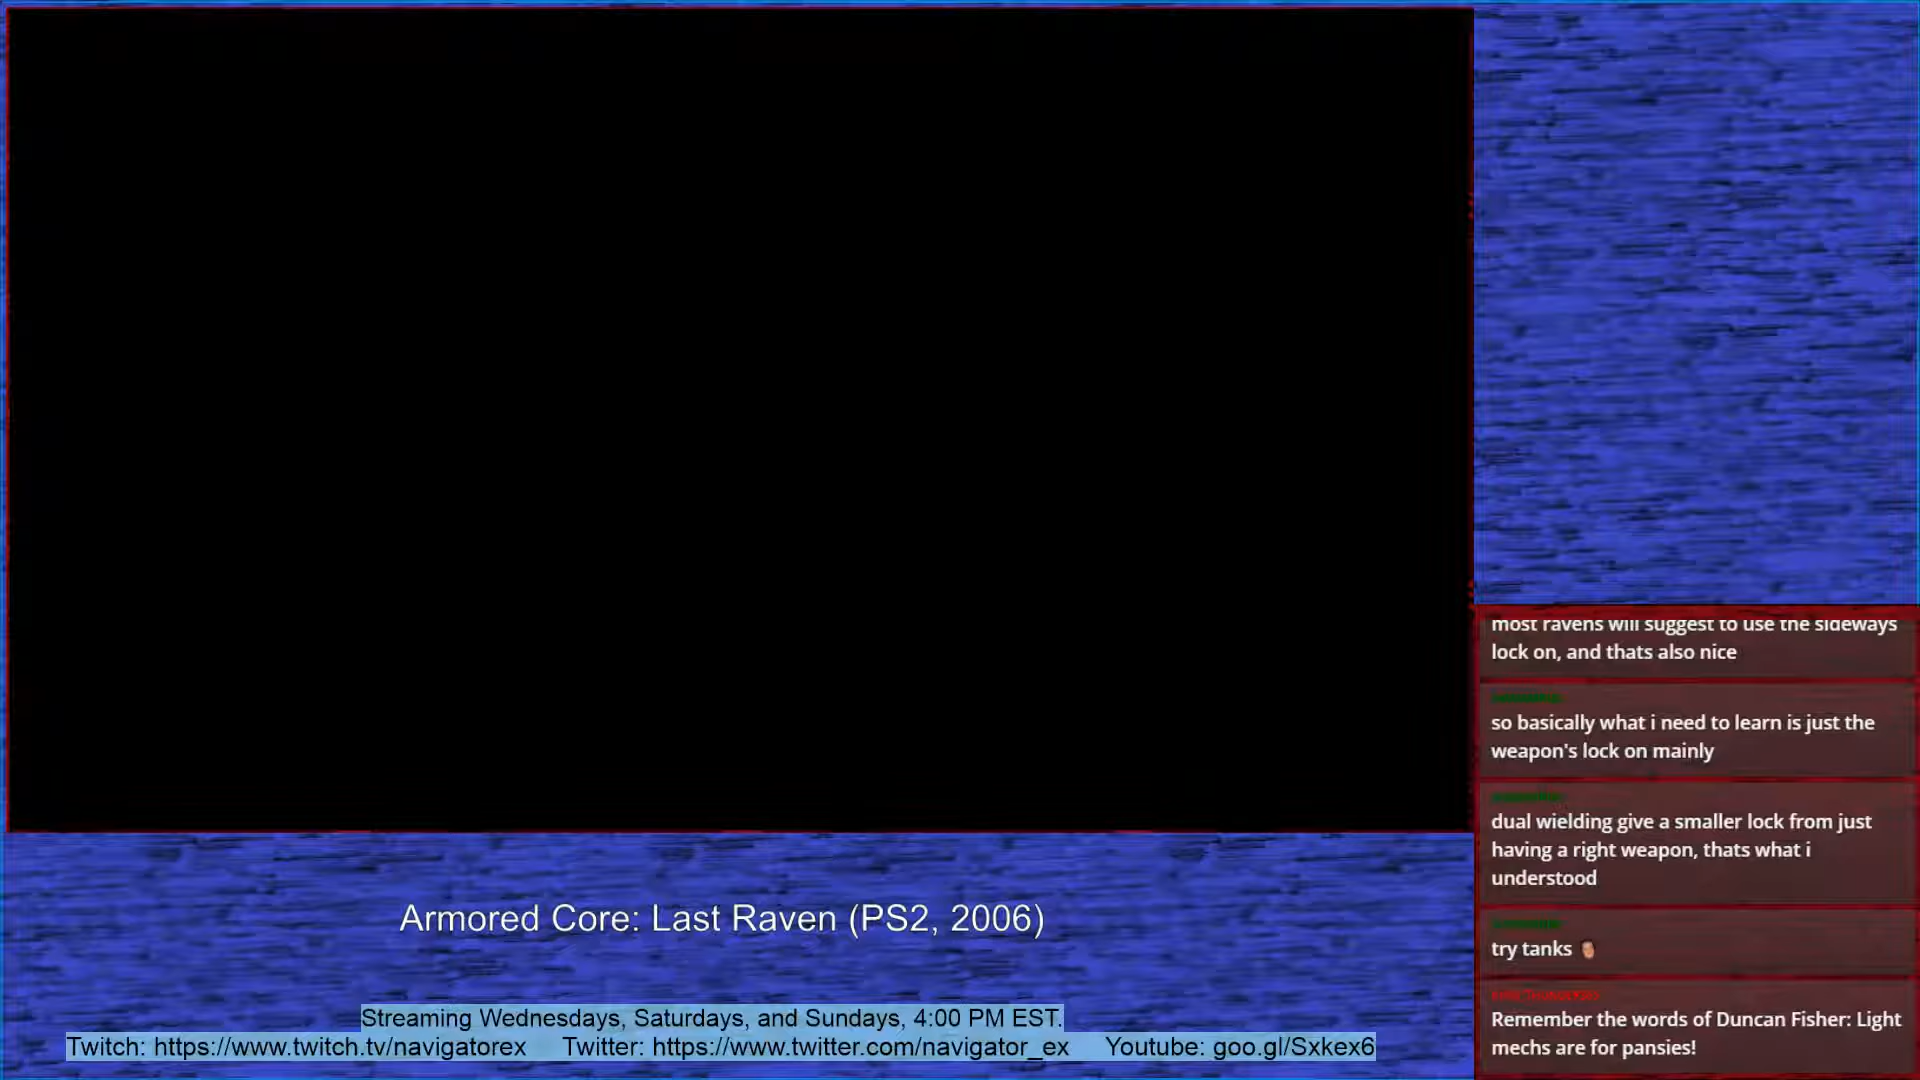 most ravens will suggest to use the sideways
lock on, and thats also nice
so basically what i need to learn is just the
weapon's lock on mainly
dual wielding give a smaller lock from just
having a right weapon, thats what i
understood
try tanks
Remember the words of Duncan Fisher: Light
mechs are for pansies!
Armored Core: Last Raven (PS2, 2006)
Streaming Wednesdays, Saturdays, and Sundays, 4:00 PM EST.
Twitch: https://www.twitch.tv/navigatorex Twitter: https://www.twitter.com/navigator_ex Youtube: goo.gl/Sxkex6